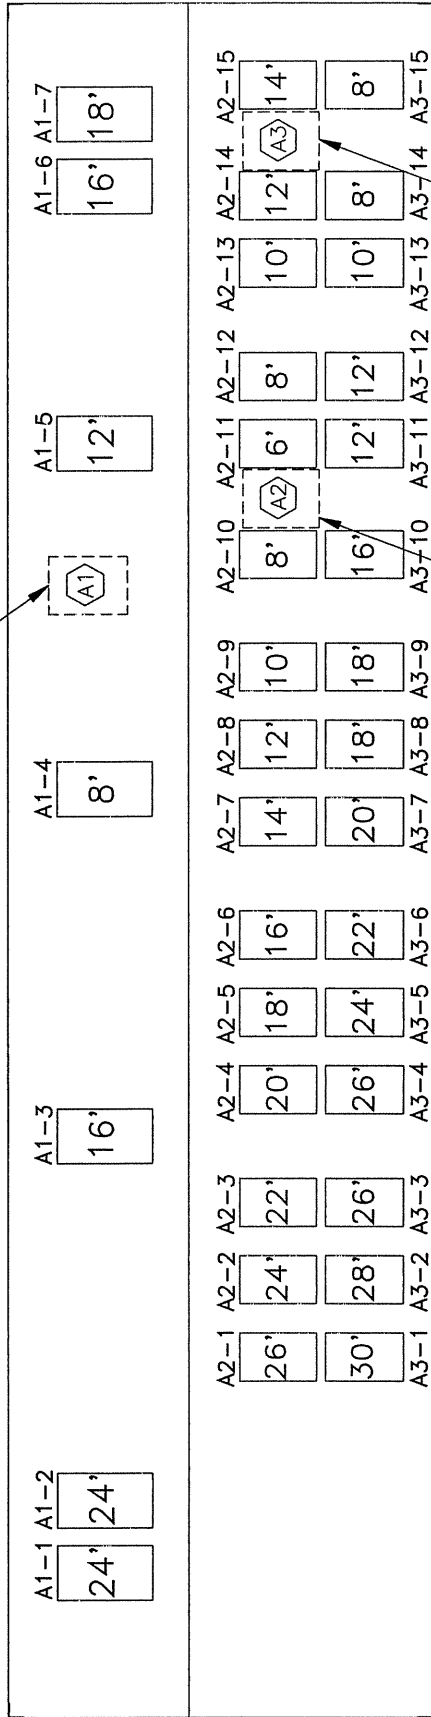 A1-1 A1-2 A1-3 A1-4 A1-5 A1-6 A1-7
24' 24' 16' 8' A1 12' 16' 18'
A2-1 A2-2 A2-3 A2-4 A2-5 A2-6 A2-7 A2-8 A2-9 A2-10 A2-11 A2-12 A2-13 A2-14 A2-15
26' 24' 22' 20' 18' 16' 14' 12' 10' 8' A2 6' 8' 10' 12' A3 14'
30' 28' 26' 26' 24' 22' 20' 18' 18' 16' 12' 12' 10' 8' 8'
A3-1 A3-2 A3-3 A3-4 A3-5 A3-6 A3-7 A3-8 A3-9 A3-10 A3-11 A3-12 A3-13 A3-14 A3-15